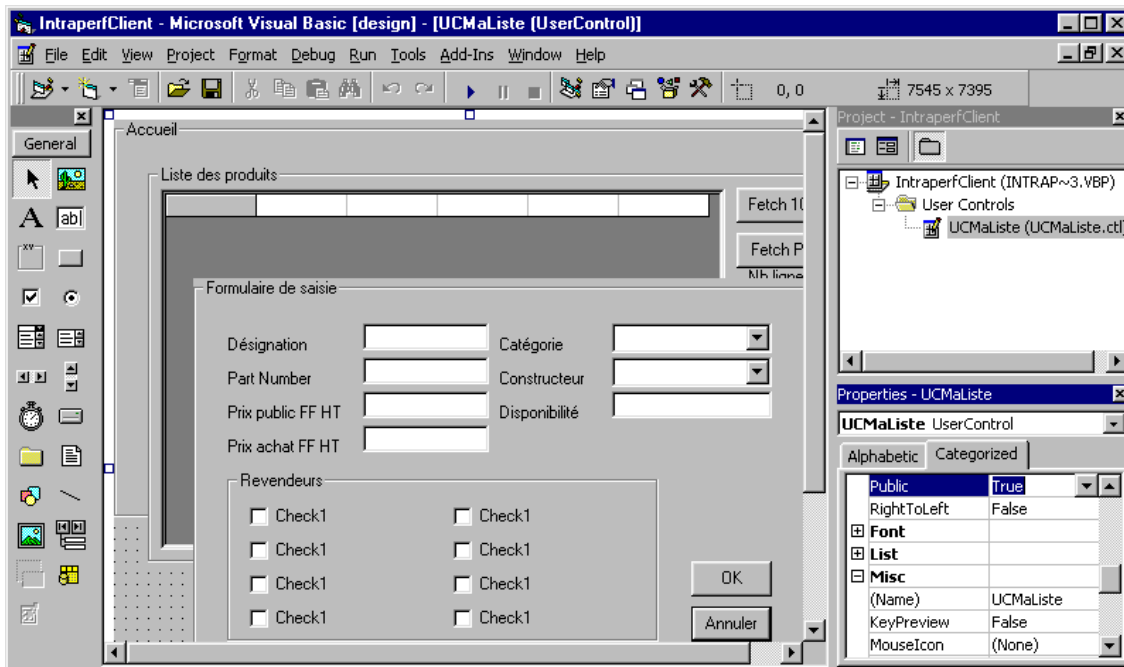 IntraperfClient - Microsoft Visual Basic [design] - [UCMaListe (UserControl)]
File Edit View Project Format Debug Run Tools Add-Ins Window Help
0, 0 7545 x 7395
General
A ab|
XY
Accueil
Liste des produits
Fetch 10
Fetch P
Nb ligne
Formulaire de saisie
Désignation Catégorie
Part Number Constructeur
Prix public FF HT Disponibilité
Prix achat FF HT
Revendeurs
Check1 Check1
Check1 Check1
Check1 Check1
Check1 Check1
OK
Annuler
Project - IntraperfClient
IntraperfClient (INTRAP~3.VBP)
User Controls
UCMaListe (UCMaListe.ctl)
Properties - UCMaListe
UCMaListe UserControl
Alphabetic Categorized
Public True
RightToLeft False
Font
List
Misc
(Name) UCMaListe
KeyPreview False
MouseIcon (None)